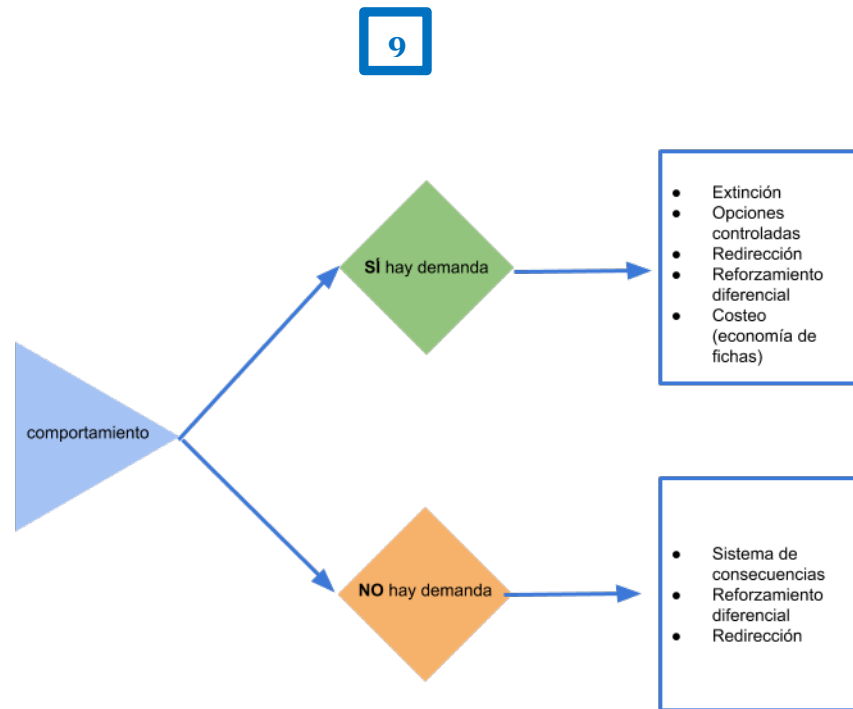 9
SÍ hay demanda
● Extinción
● Opciones
controladas
● Redirección
● Reforzamiento
diferencial
● Costeo
(economía de
fichas)
comportamiento
NO hay demanda
● Sistema de
consecuencias
● Reforzamiento
diferencial
● Redirección